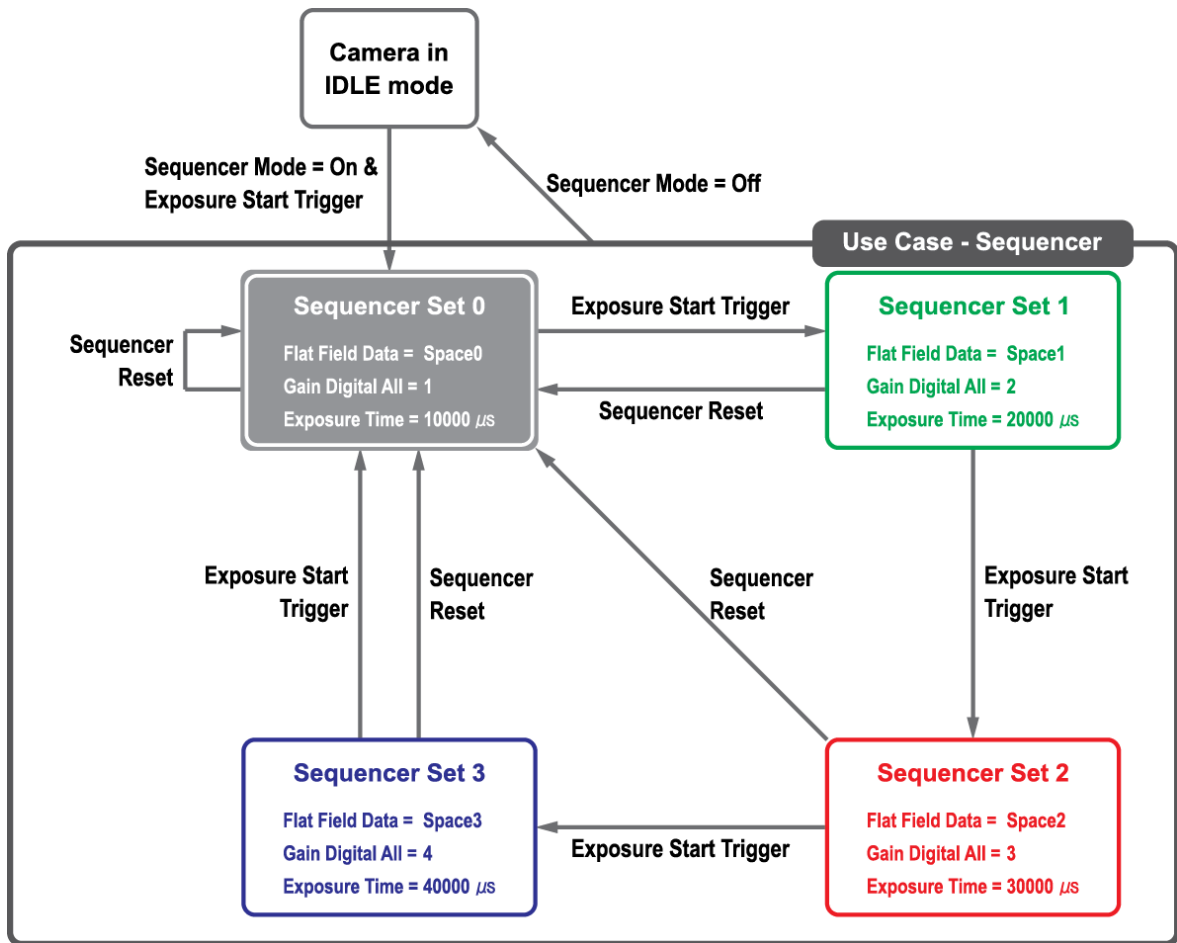 Camera in
IDLE mode
Sequencer Mode = On &
Exposure Start Trigger
Sequencer Mode = Off
Use Case - Sequencer
Sequencer Set 0
Flat Field Data = Space0
Gain Digital All = 1
Exposure Time = 10000 µs
Sequencer
Reset
Exposure Start Trigger
Sequencer Reset
Sequencer Set 1
Flat Field Data = Space1
Gain Digital All = 2
Exposure Time = 20000 µs
Exposure Start
Trigger
Sequencer
Reset
Sequencer
Reset
Exposure Start
Trigger
Sequencer Set 3
Flat Field Data = Space3
Gain Digital All = 4
Exposure Time = 40000 µs
Exposure Start Trigger
Sequencer Set 2
Flat Field Data = Space2
Gain Digital All = 3
Exposure Time = 30000 µs